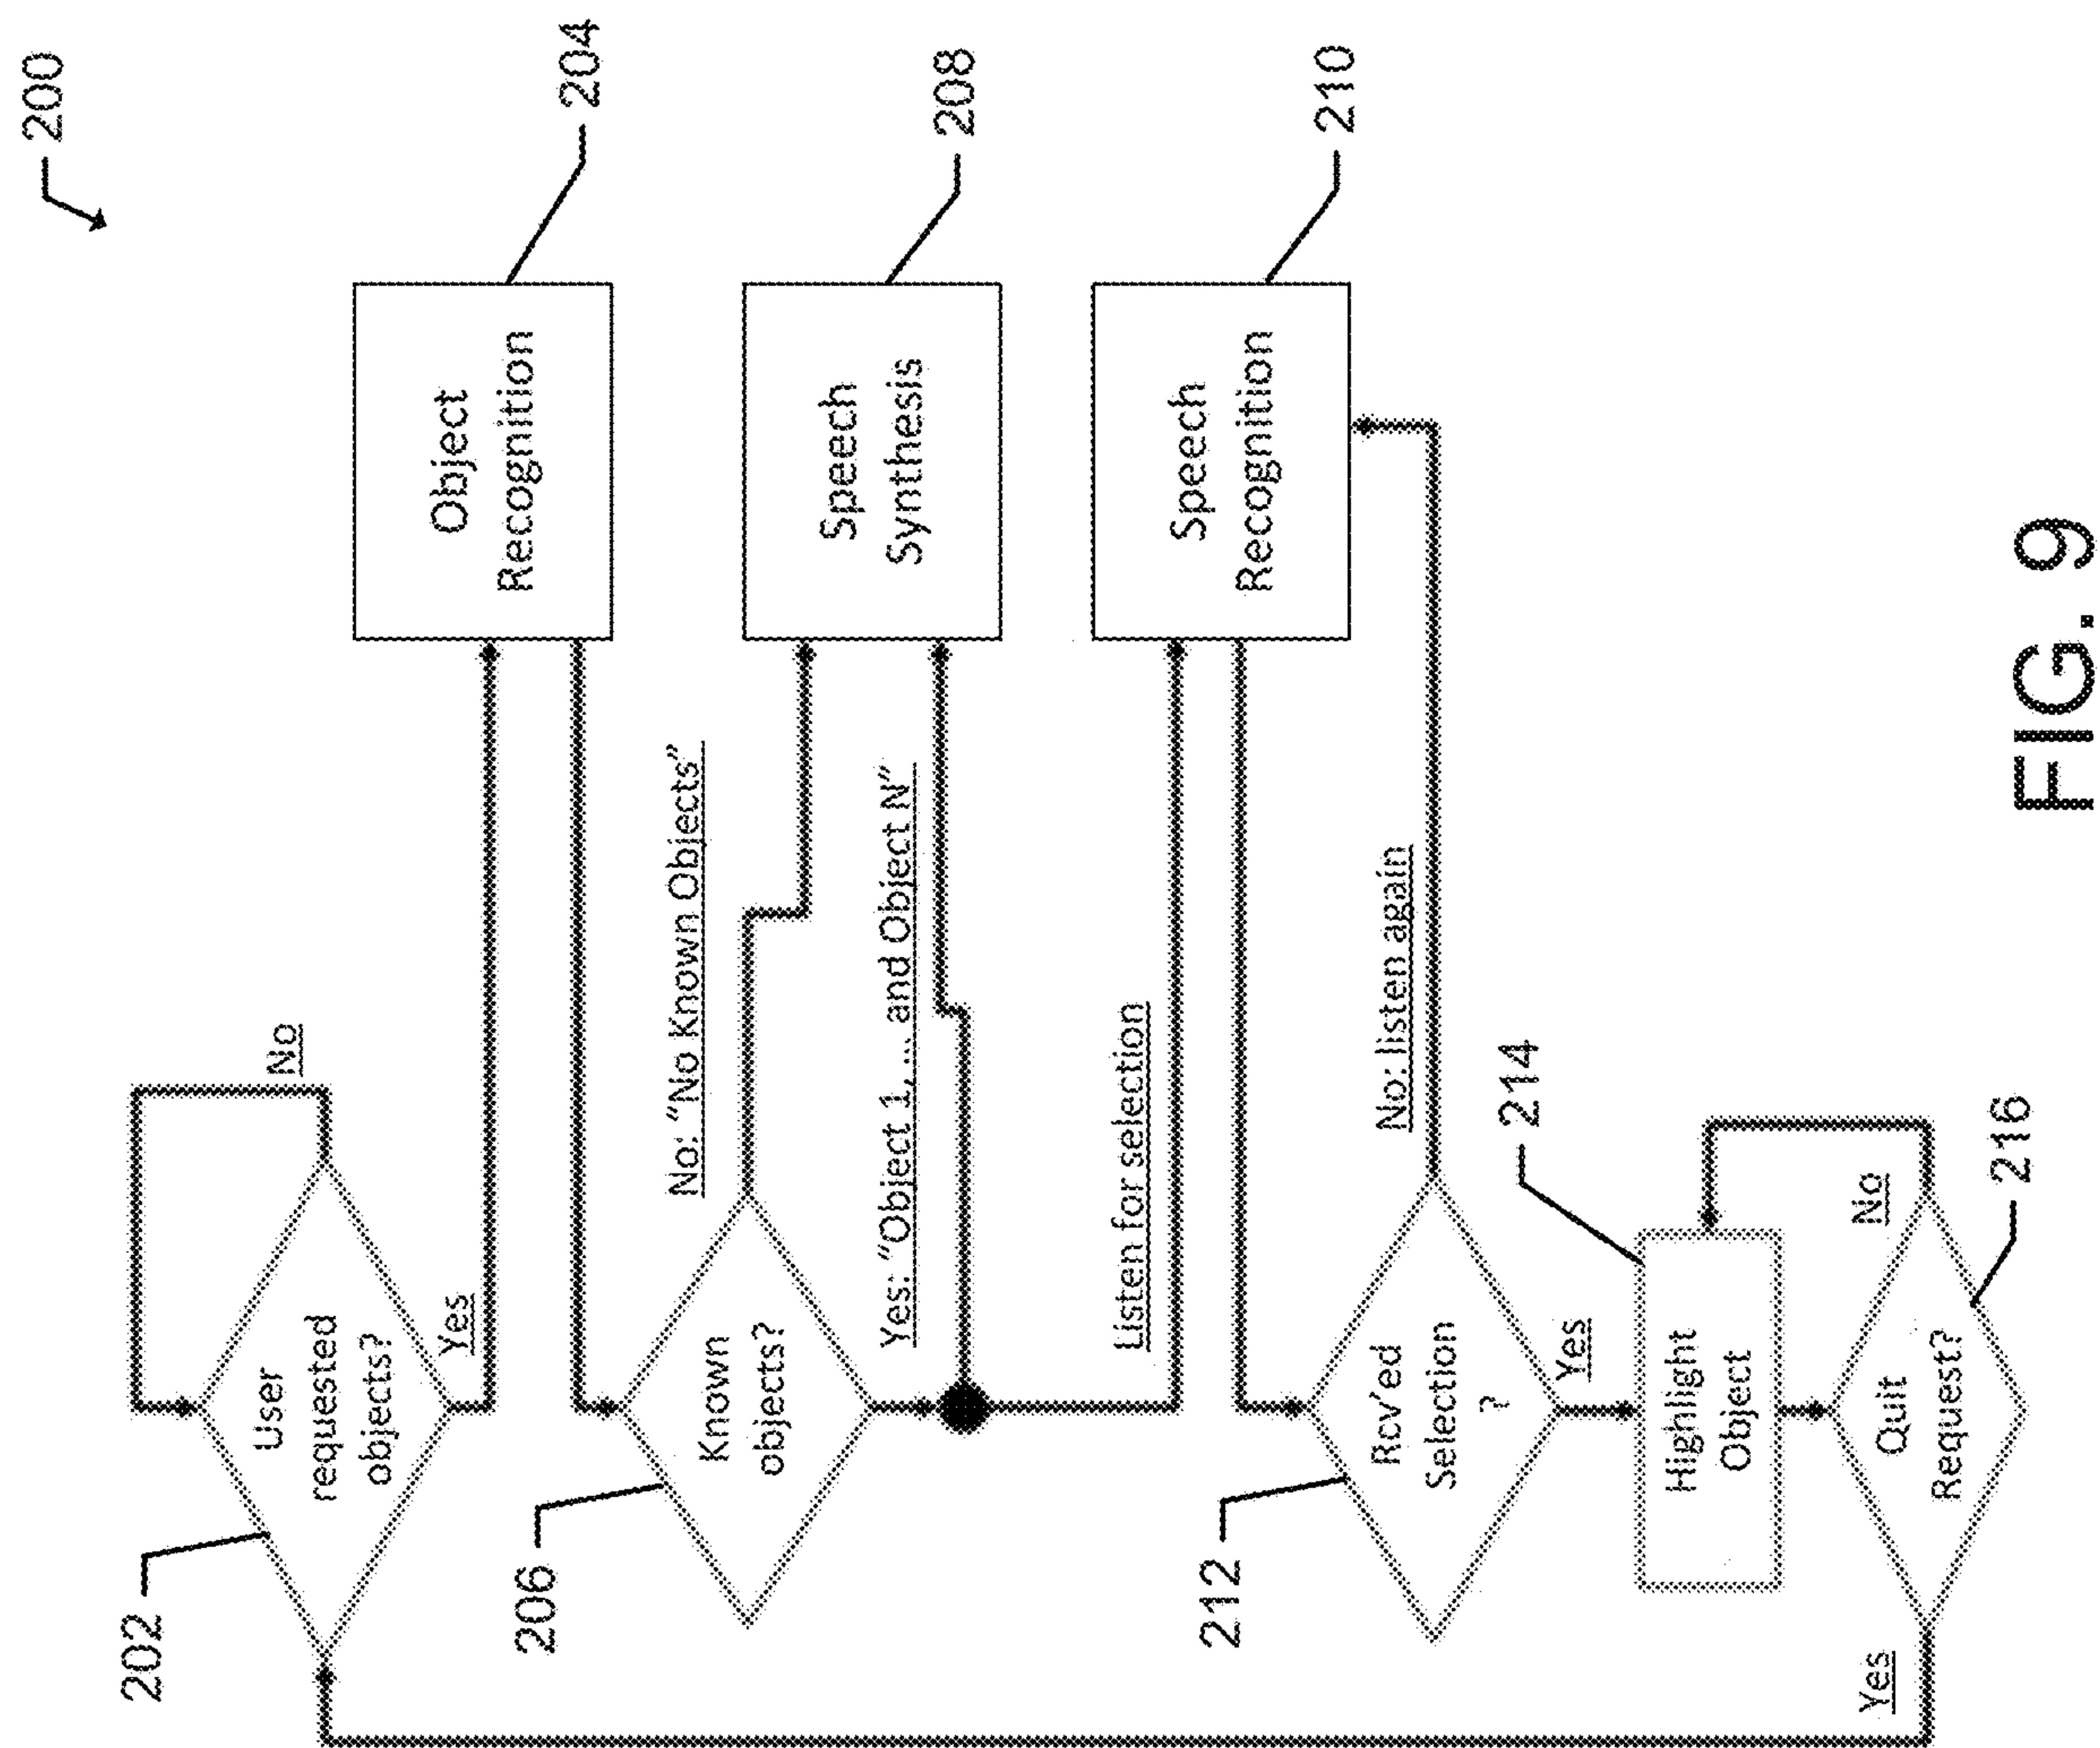 200
202
User
requested
objects?
No
Yes
204
Object
Recognition
206
Known
objects?
No: “No Known Objects”
Yes: “Object 1, ... and Object N”
208
Speech
Synthesis
Listen for selection
210
Speech
Recognition
212
Rcv’ed
Selection
?
No: listen again
Yes
214
Highlight
Object
216
Quit
Request?
No
Yes
FIG. 9